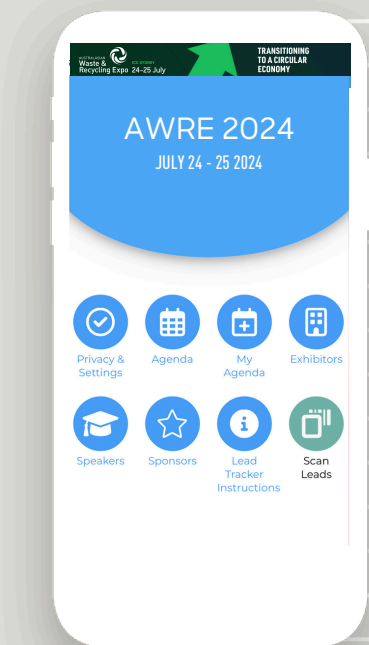 AUSTRALASIAN
Waste &
Recycling Expo
ICC SYDNEY
24-25 July
TRANSITIONING
TO A CIRCULAR
ECONOMY
AWRE 2024
JULY 24 - 25 2024
Privacy &
Settings
Agenda
My
Agenda
Exhibitors
Speakers
Sponsors
Lead
Tracker
Instructions
Scan
Leads